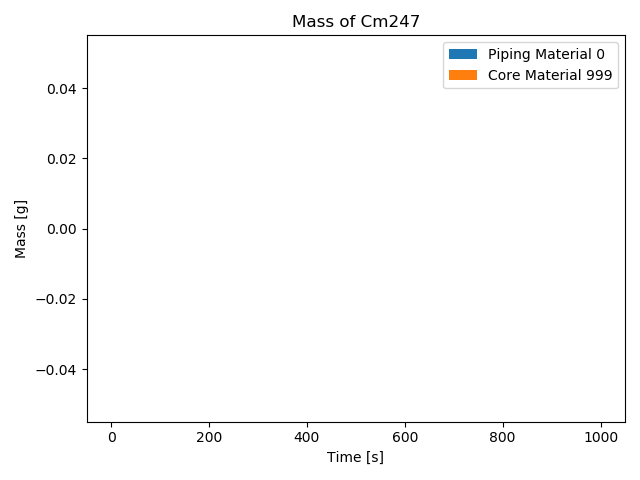 Mass of Cm247
Piping Material 0
Core Material 999
0.04
0.02
0.00
−0.02
−0.04
Mass [g]
0 200 400 600 800 1000
Time [s]